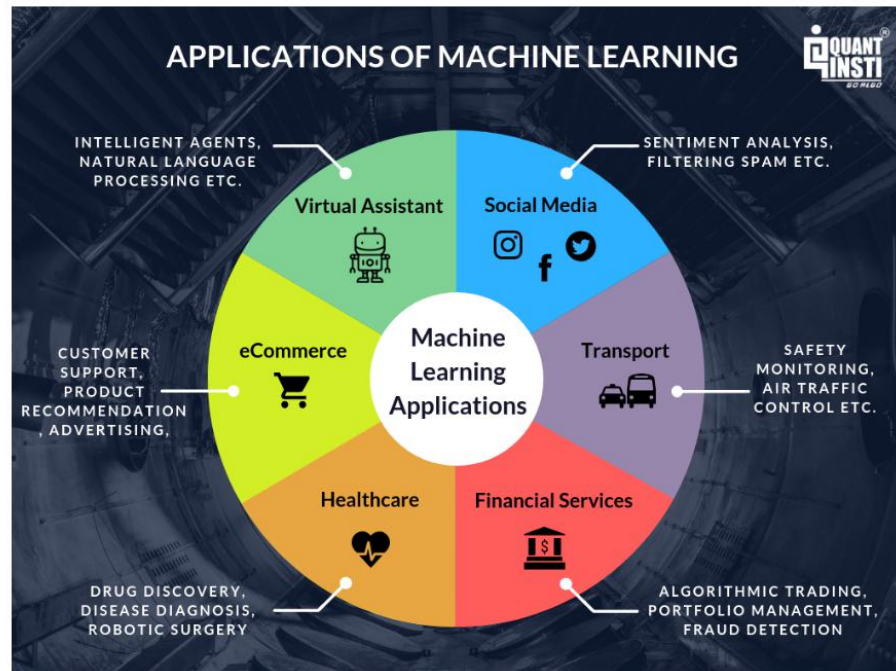 APPLICATIONS OF MACHINE LEARNING
QUANT
INSTI
®
GO ALGO
INTELLIGENT AGENTS,
NATURAL LANGUAGE
PROCESSING ETC.
SENTIMENT ANALYSIS,
FILTERING SPAM ETC.
Virtual Assistant
Social Media
eCommerce
Machine
Learning
Applications
Transport
CUSTOMER
SUPPORT,
PRODUCT
RECOMMENDATION
, ADVERTISING,
SAFETY
MONITORING,
AIR TRAFFIC
CONTROL ETC.
Healthcare
Financial Services
$
DRUG DISCOVERY,
DISEASE DIAGNOSIS,
ROBOTIC SURGERY
ALGORITHMIC TRADING,
PORTFOLIO MANAGEMENT,
FRAUD DETECTION